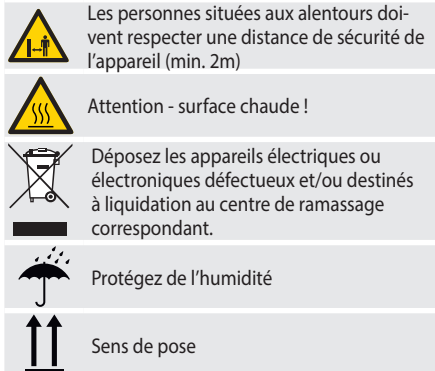 Les personnes situées aux alentours doi-
vent respecter une distance de sécurité de
l'appareil (min. 2m)
Attention - surface chaude !
Déposez les appareils électriques ou
électroniques défectueux et/ou destinés
à liquidation au centre de ramassage
correspondant.
Protégez de l'humidité
Sens de pose